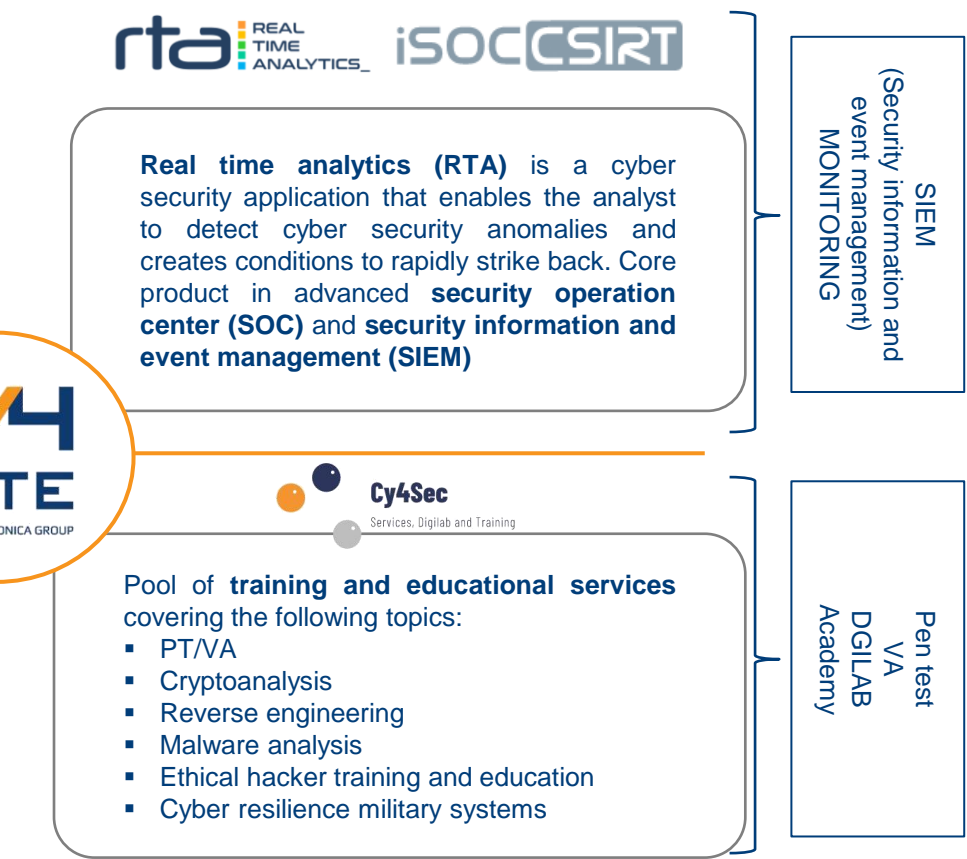 rta REAL
TIME
ANALYTICS_
iSOC CSIRT
Real time analytics (RTA) is a cyber
security application that enables the analyst
to detect cyber security anomalies and
creates conditions to rapidly strike back. Core
product in advanced security operation
center (SOC) and security information and
event management (SIEM)
SIEM
(Security information and
event management)
MONITORING
4
TE
ONICA GROUP
Cy4Sec
Services, Digilab and Training
Pool of training and educational services
covering the following topics:
▪ PT/VA
▪ Cryptoanalysis
▪ Reverse engineering
▪ Malware analysis
▪ Ethical hacker training and education
▪ Cyber resilience military systems
Pen test
VA
DGILAB
Academy